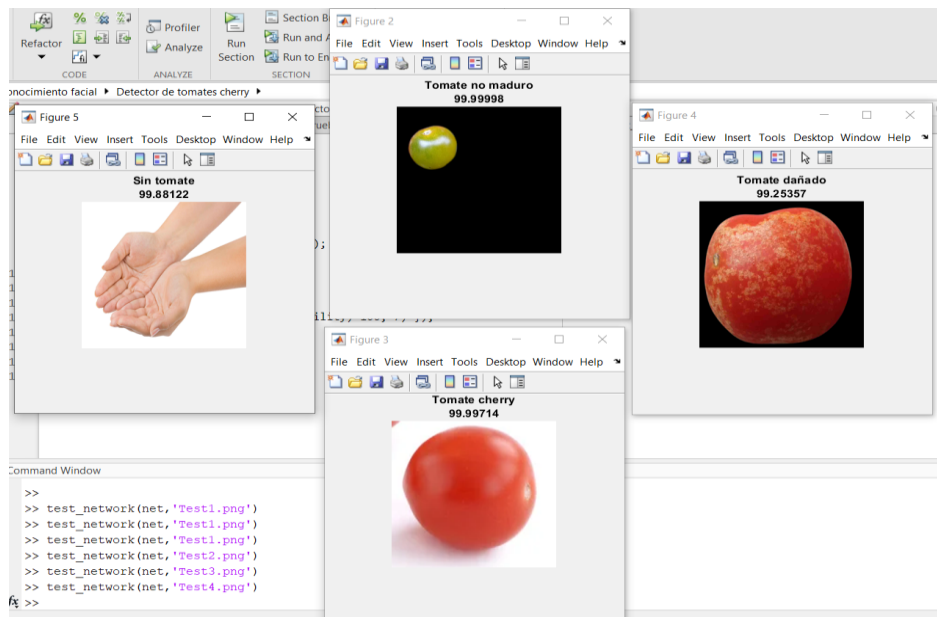 Refactor
CODE
Profiler
Analyze
ANALYZE
Run
Section
Section B
Run and A
Run to En
SECTION
onocimiento facial ▸ Detector de tomates cherry ▸
Figure 2
File Edit View Insert Tools Desktop Window Help
Tomate no maduro
99.99998
Figure 5
File Edit View Insert Tools Desktop Window Help
Sin tomate
99.88122
Figure 4
File Edit View Insert Tools Desktop Window Help
Tomate dañado
99.25357
Figure 3
File Edit View Insert Tools Desktop Window Help
Tomate cherry
99.99714
);
Command Window
>>
>> test_network(net,'Test1.png')
>> test_network(net,'Test1.png')
>> test_network(net,'Test1.png')
>> test_network(net,'Test2.png')
>> test_network(net,'Test3.png')
>> test_network(net,'Test4.png')
fx >>